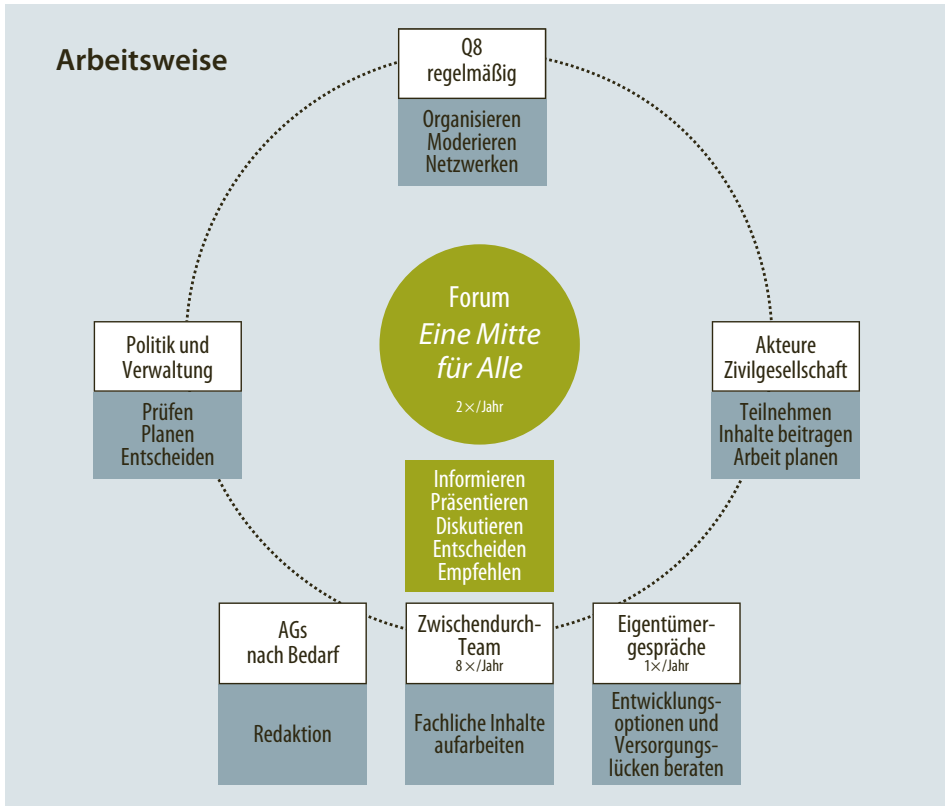 Arbeitsweise
Q8
regelmäßig
Organisieren
Moderieren
Netzwerken
Forum
Eine Mitte
für Alle
2×/Jahr
Politik und
Verwaltung
Prüfen
Planen
Entscheiden
Akteure
Zivilgesellschaft
Teilnehmen
Inhalte beitragen
Arbeit planen
Informieren
Präsentieren
Diskutieren
Entscheiden
Empfehlen
AGs
nach Bedarf
Redaktion
Zwischendurch-
Team
8×/Jahr
Fachliche Inhalte
aufarbeiten
Eigentümer-
gespräche
1×/Jahr
Entwicklungs-
optionen und
Versorgungs-
lücken beraten